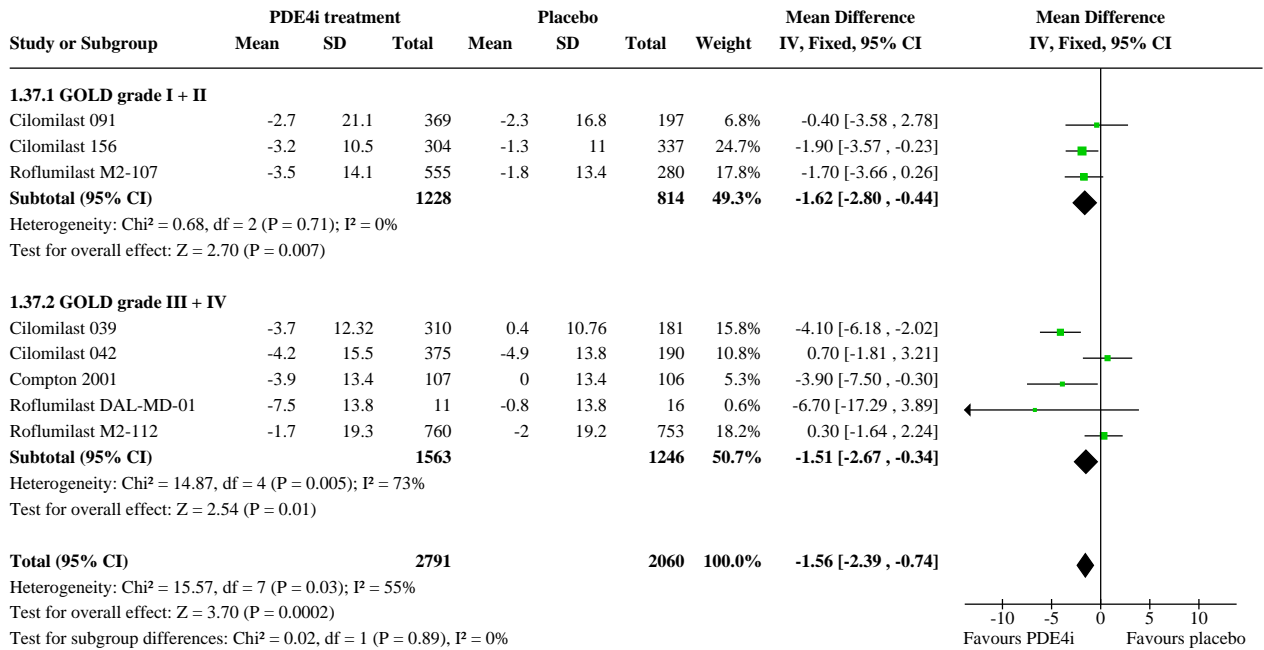 PDE4i treatment Placebo Mean Difference Mean Difference
Study or Subgroup Mean SD Total Mean SD Total Weight IV, Fixed, 95% CI IV, Fixed, 95% CI
1.37.1 GOLD grade I + II
Cilomilast 091 -2.7 21.1 369 -2.3 16.8 197 6.8% -0.40 [-3.58 , 2.78]
Cilomilast 156 -3.2 10.5 304 -1.3 11 337 24.7% -1.90 [-3.57 , -0.23]
Roflumilast M2-107 -3.5 14.1 555 -1.8 13.4 280 17.8% -1.70 [-3.66 , 0.26]
Subtotal (95% CI) 1228 814 49.3% -1.62 [-2.80 , -0.44]
Heterogeneity: Chi² = 0.68, df = 2 (P = 0.71); I² = 0%
Test for overall effect: Z = 2.70 (P = 0.007)
1.37.2 GOLD grade III + IV
Cilomilast 039 -3.7 12.32 310 0.4 10.76 181 15.8% -4.10 [-6.18 , -2.02]
Cilomilast 042 -4.2 15.5 375 -4.9 13.8 190 10.8% 0.70 [-1.81 , 3.21]
Compton 2001 -3.9 13.4 107 0 13.4 106 5.3% -3.90 [-7.50 , -0.30]
Roflumilast DAL-MD-01 -7.5 13.8 11 -0.8 13.8 16 0.6% -6.70 [-17.29 , 3.89]
Roflumilast M2-112 -1.7 19.3 760 -2 19.2 753 18.2% 0.30 [-1.64 , 2.24]
Subtotal (95% CI) 1563 1246 50.7% -1.51 [-2.67 , -0.34]
Heterogeneity: Chi² = 14.87, df = 4 (P = 0.005); I² = 73%
Test for overall effect: Z = 2.54 (P = 0.01)
Total (95% CI) 2791 2060 100.0% -1.56 [-2.39 , -0.74]
Heterogeneity: Chi² = 15.57, df = 7 (P = 0.03); I² = 55%
Test for overall effect: Z = 3.70 (P = 0.0002)
Test for subgroup differences: Chi² = 0.02, df = 1 (P = 0.89), I² = 0%
-10 -5 0 5 10
Favours PDE4i Favours placebo